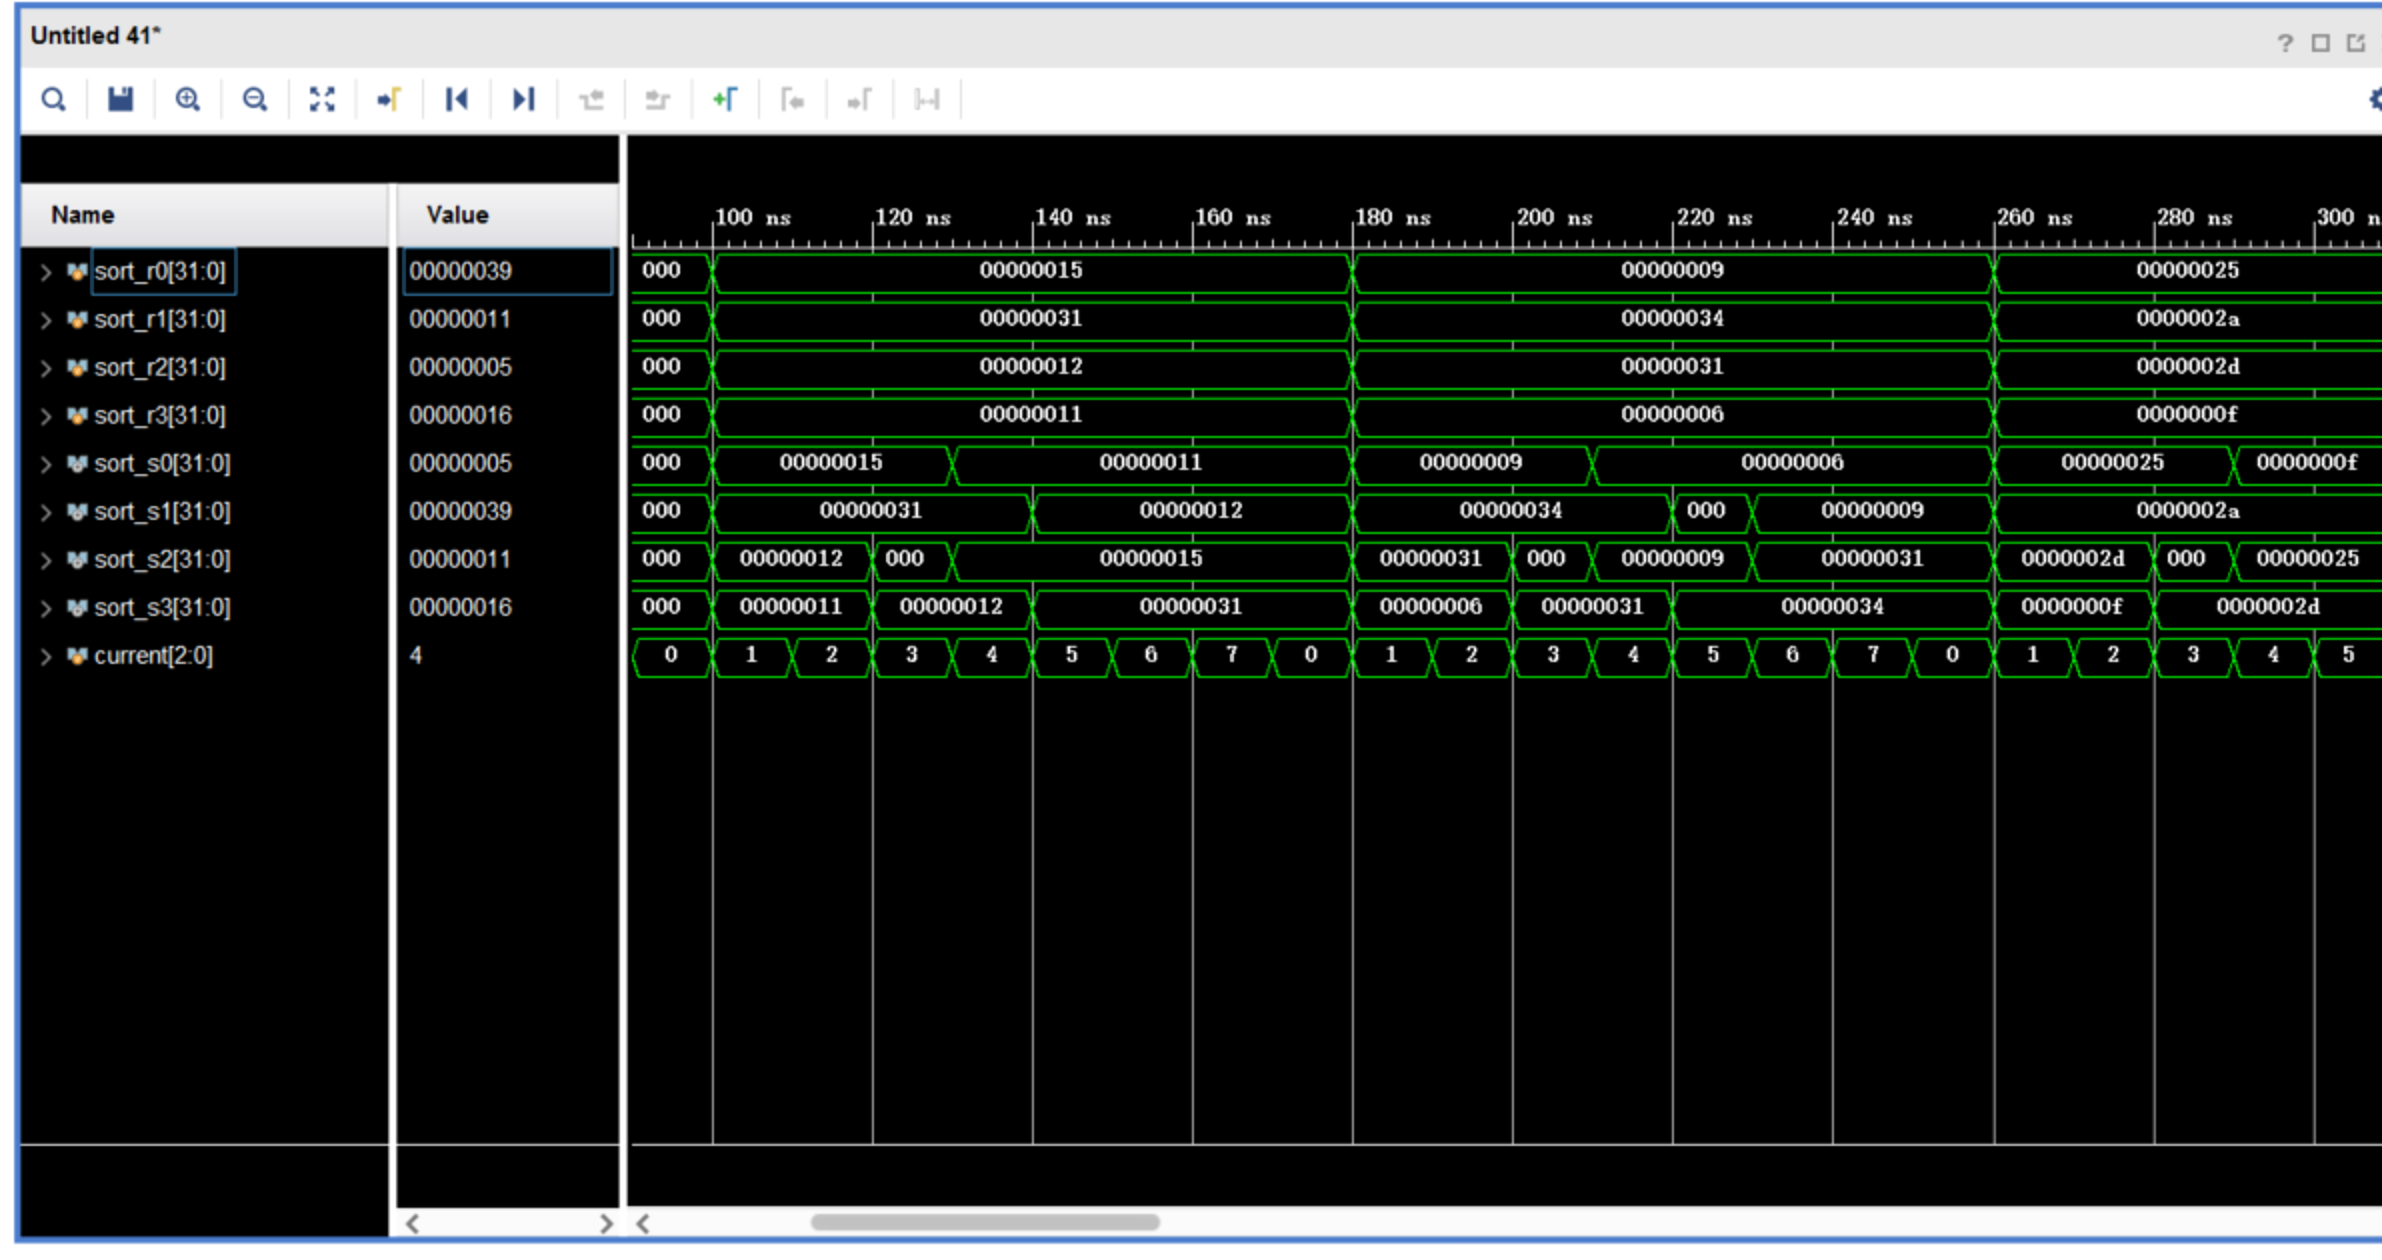 Untitled 41*
?
Name Value
100 ns 120 ns 140 ns 160 ns 180 ns 200 ns 220 ns 240 ns 260 ns 280 ns 300 n
sort_r0[31:0] 00000039 000 00000015 00000009 00000025
sort_r1[31:0] 00000011 000 00000031 00000034 0000002a
sort_r2[31:0] 00000005 000 00000012 00000031 0000002d
sort_r3[31:0] 00000016 000 00000011 00000006 0000000f
sort_s0[31:0] 00000005 000 00000015 00000011 00000009 00000006 00000025 0000000f
sort_s1[31:0] 00000039 000 00000031 00000012 00000034 000 00000009 0000002a
sort_s2[31:0] 00000011 000 00000012 000 00000015 00000031 000 00000009 00000031 0000002d 000 00000025
sort_s3[31:0] 00000016 000 00000011 00000012 00000031 00000006 00000031 00000034 0000000f 0000002d
current[2:0] 4 0 1 2 3 4 5 6 7 0 1 2 3 4 5 6 7 0 1 2 3 4 5